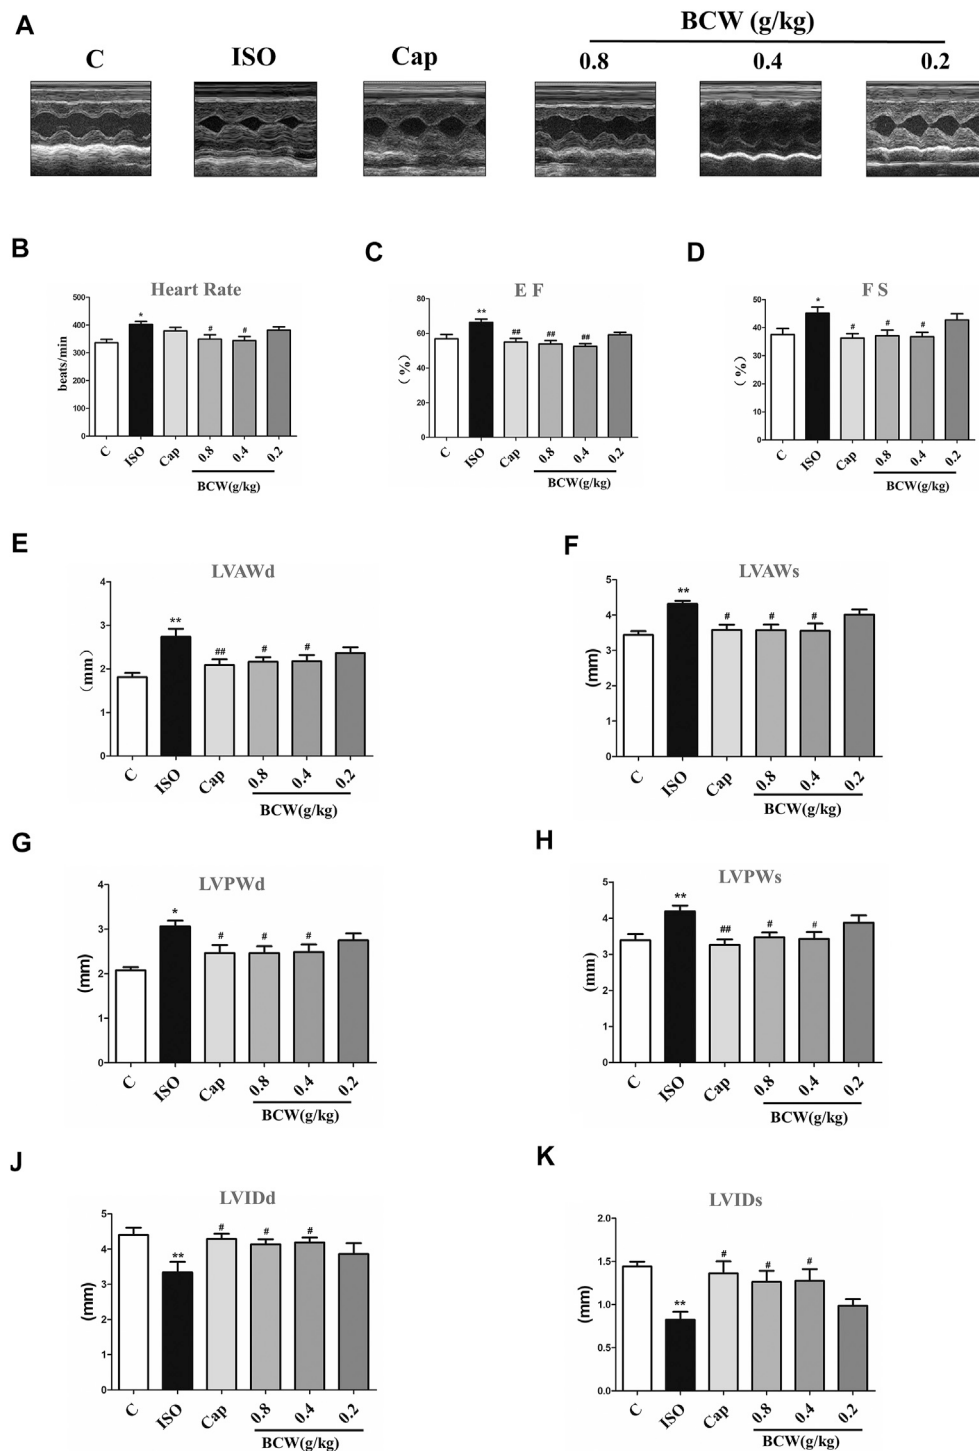 A
BCW (g/kg)
C ISO Cap 0.8 0.4 0.2
B
Heart Rate
beats/min
500
400
300
200
100
0
*
#
#
C ISO Cap 0.8 0.4 0.2
BCW(g/kg)
C
E F
(%)
80
60
40
20
0
**
##
##
##
C ISO Cap 0.8 0.4 0.2
BCW(g/kg)
D
F S
(%)
50
40
30
20
10
0
*
#
#
#
C ISO Cap 0.8 0.4 0.2
BCW(g/kg)
E
LVAWd
(mm)
4
3
2
1
0
**
##
#
#
C ISO Cap 0.8 0.4 0.2
BCW(g/kg)
F
LVAWs
(mm)
5
4
3
2
1
0
**
#
#
#
C ISO Cap 0.8 0.4 0.2
BCW(g/kg)
G
LVPWd
(mm)
4
3
2
1
0
*
#
#
#
C ISO Cap 0.8 0.4 0.2
BCW(g/kg)
H
LVPWs
(mm)
5
4
3
2
1
0
**
##
#
#
C ISO Cap 0.8 0.4 0.2
BCW(g/kg)
J
LVIDd
(mm)
5
4
3
2
1
0
**
#
#
#
C ISO Cap 0.8 0.4 0.2
BCW(g/kg)
K
LVIDs
(mm)
2.0
1.5
1.0
0.5
0.0
**
#
#
#
C ISO Cap 0.8 0.4 0.2
BCW(g/kg)